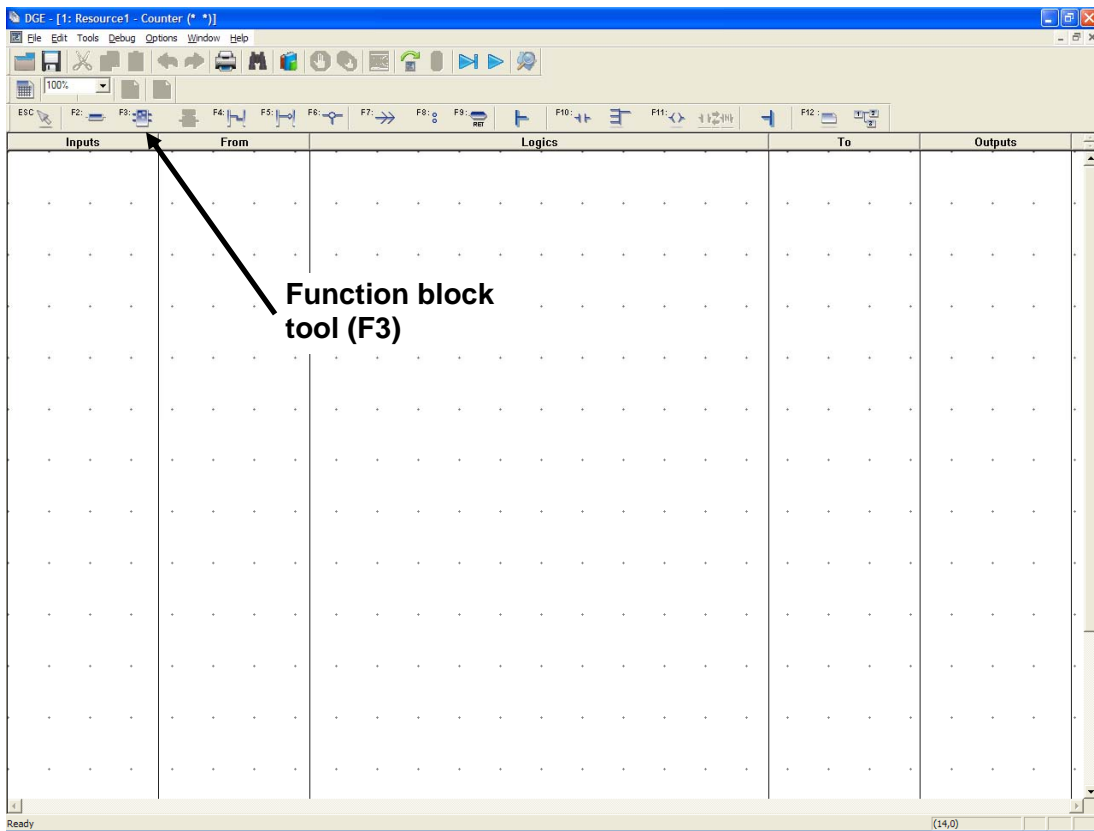 DGE - [1: Resource1 - Counter (* *)]
File Edit Tools Debug Options Window Help
100%
ESC F2: F3: F4: F5: F6: F7: F8: F9: RET F10: F11: F12:
Inputs From Logics To Outputs
Function block
tool (F3)
Ready (14,0)